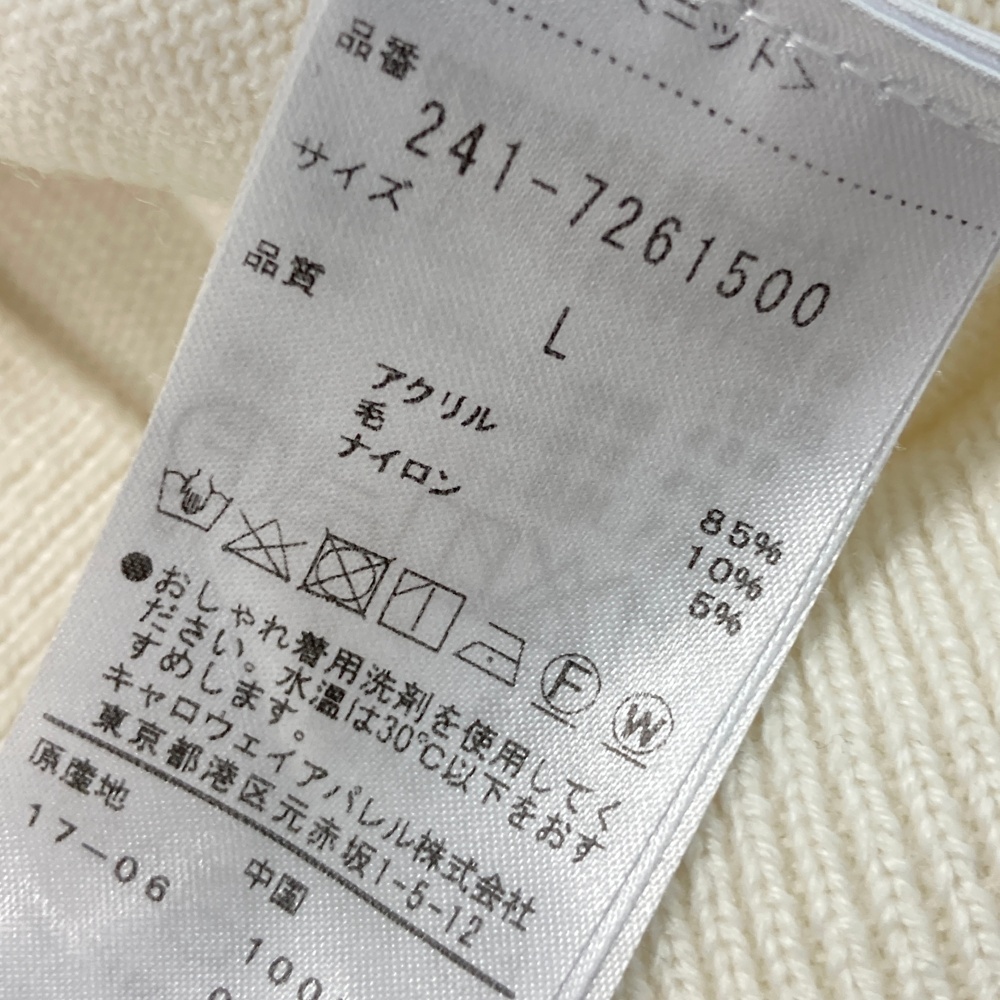 <ニット>
品番
241-7261500
サイズ
L
品質
アクリル 85%
毛 10%
ナイロン 5%
F W
●おしゃれ着用洗剤を使用してく
ださい。水温は30℃以下をおす
すめします。
キャロウェイアパレル株式会社
東京都港区元赤坂1-5-12
原産地 中国
17-06